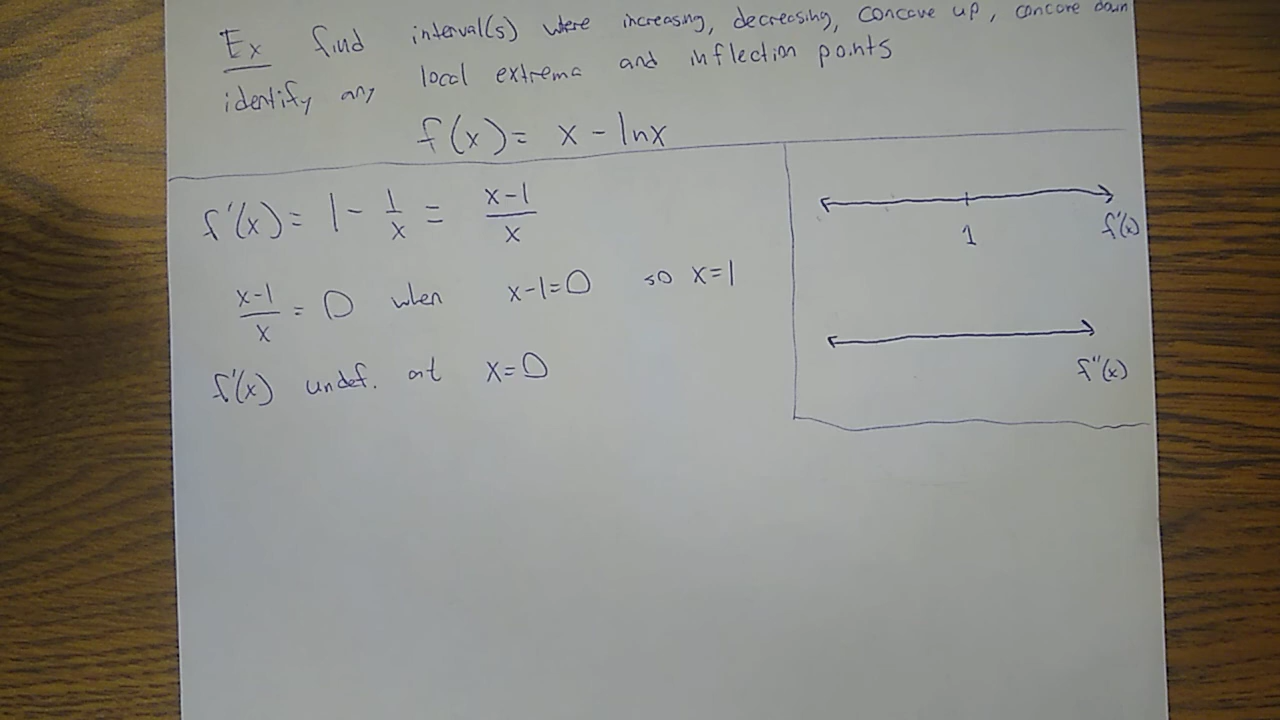 Ex find interval(s) where increasing, decreasing, concave up, concave down
identify any local extrema and inflection points
f(x) = x - lnx
f'(x) = 1 - 1/x = (x-1)/x
(x-1)/x = 0 when x-1=0 so x=1
f'(x) undef. at x=0
1
f'(x)
f"(x)